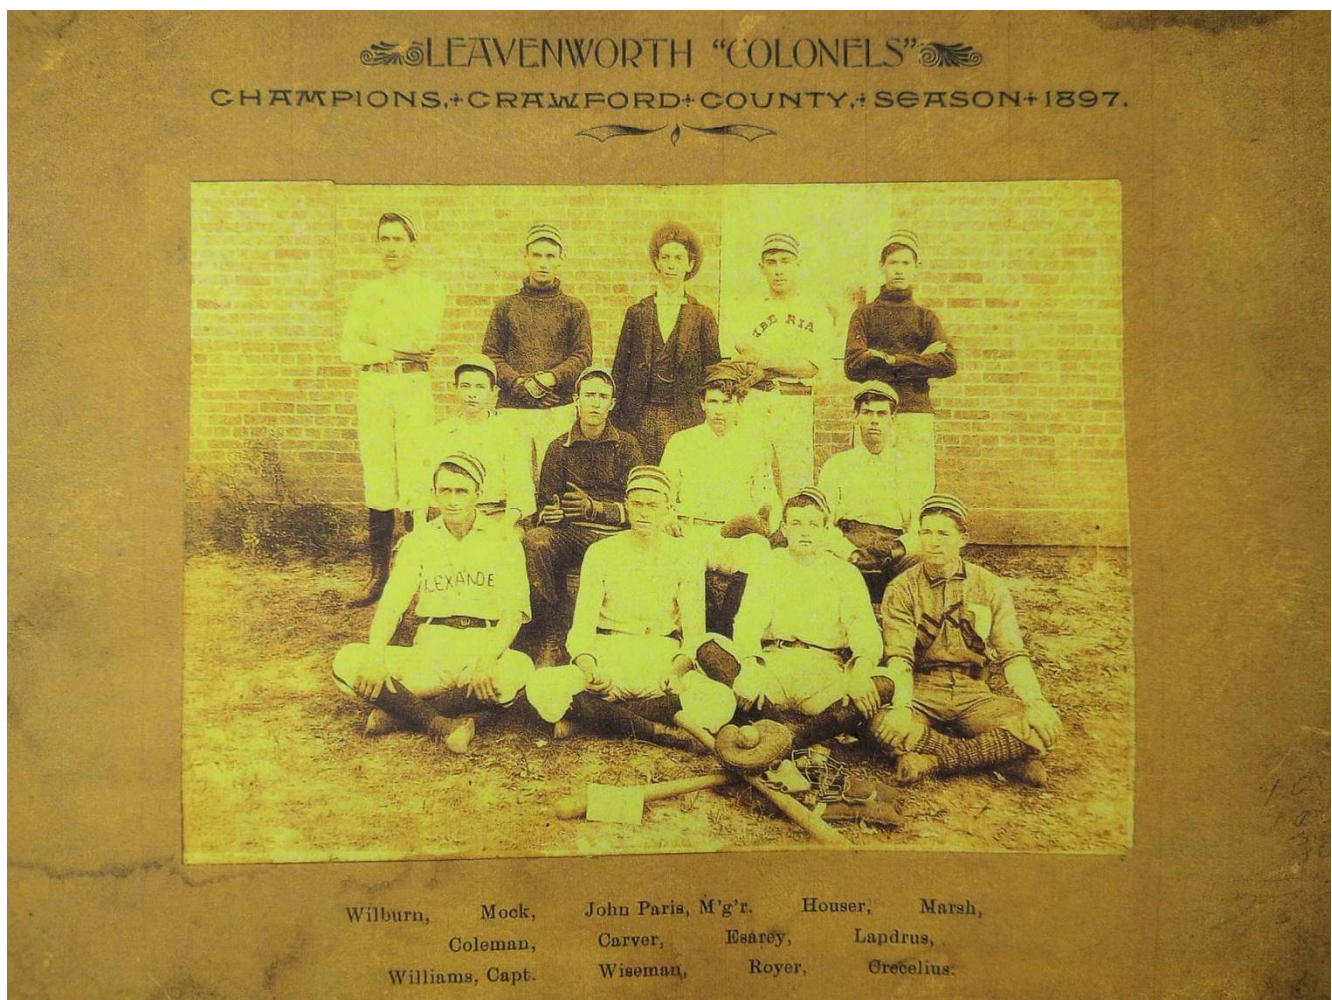 LEAVENWORTH "COLONELS"
CHAMPIONS, CRAWFORD COUNTY, SEASON 1897.
LEXANDE
Wilburn, Mock, John Paris, M'g'r. Houser, Marsh,
Coleman, Carver, Esarey, Landrus,
Williams, Capt. Wiseman, Royer, Crecelius.